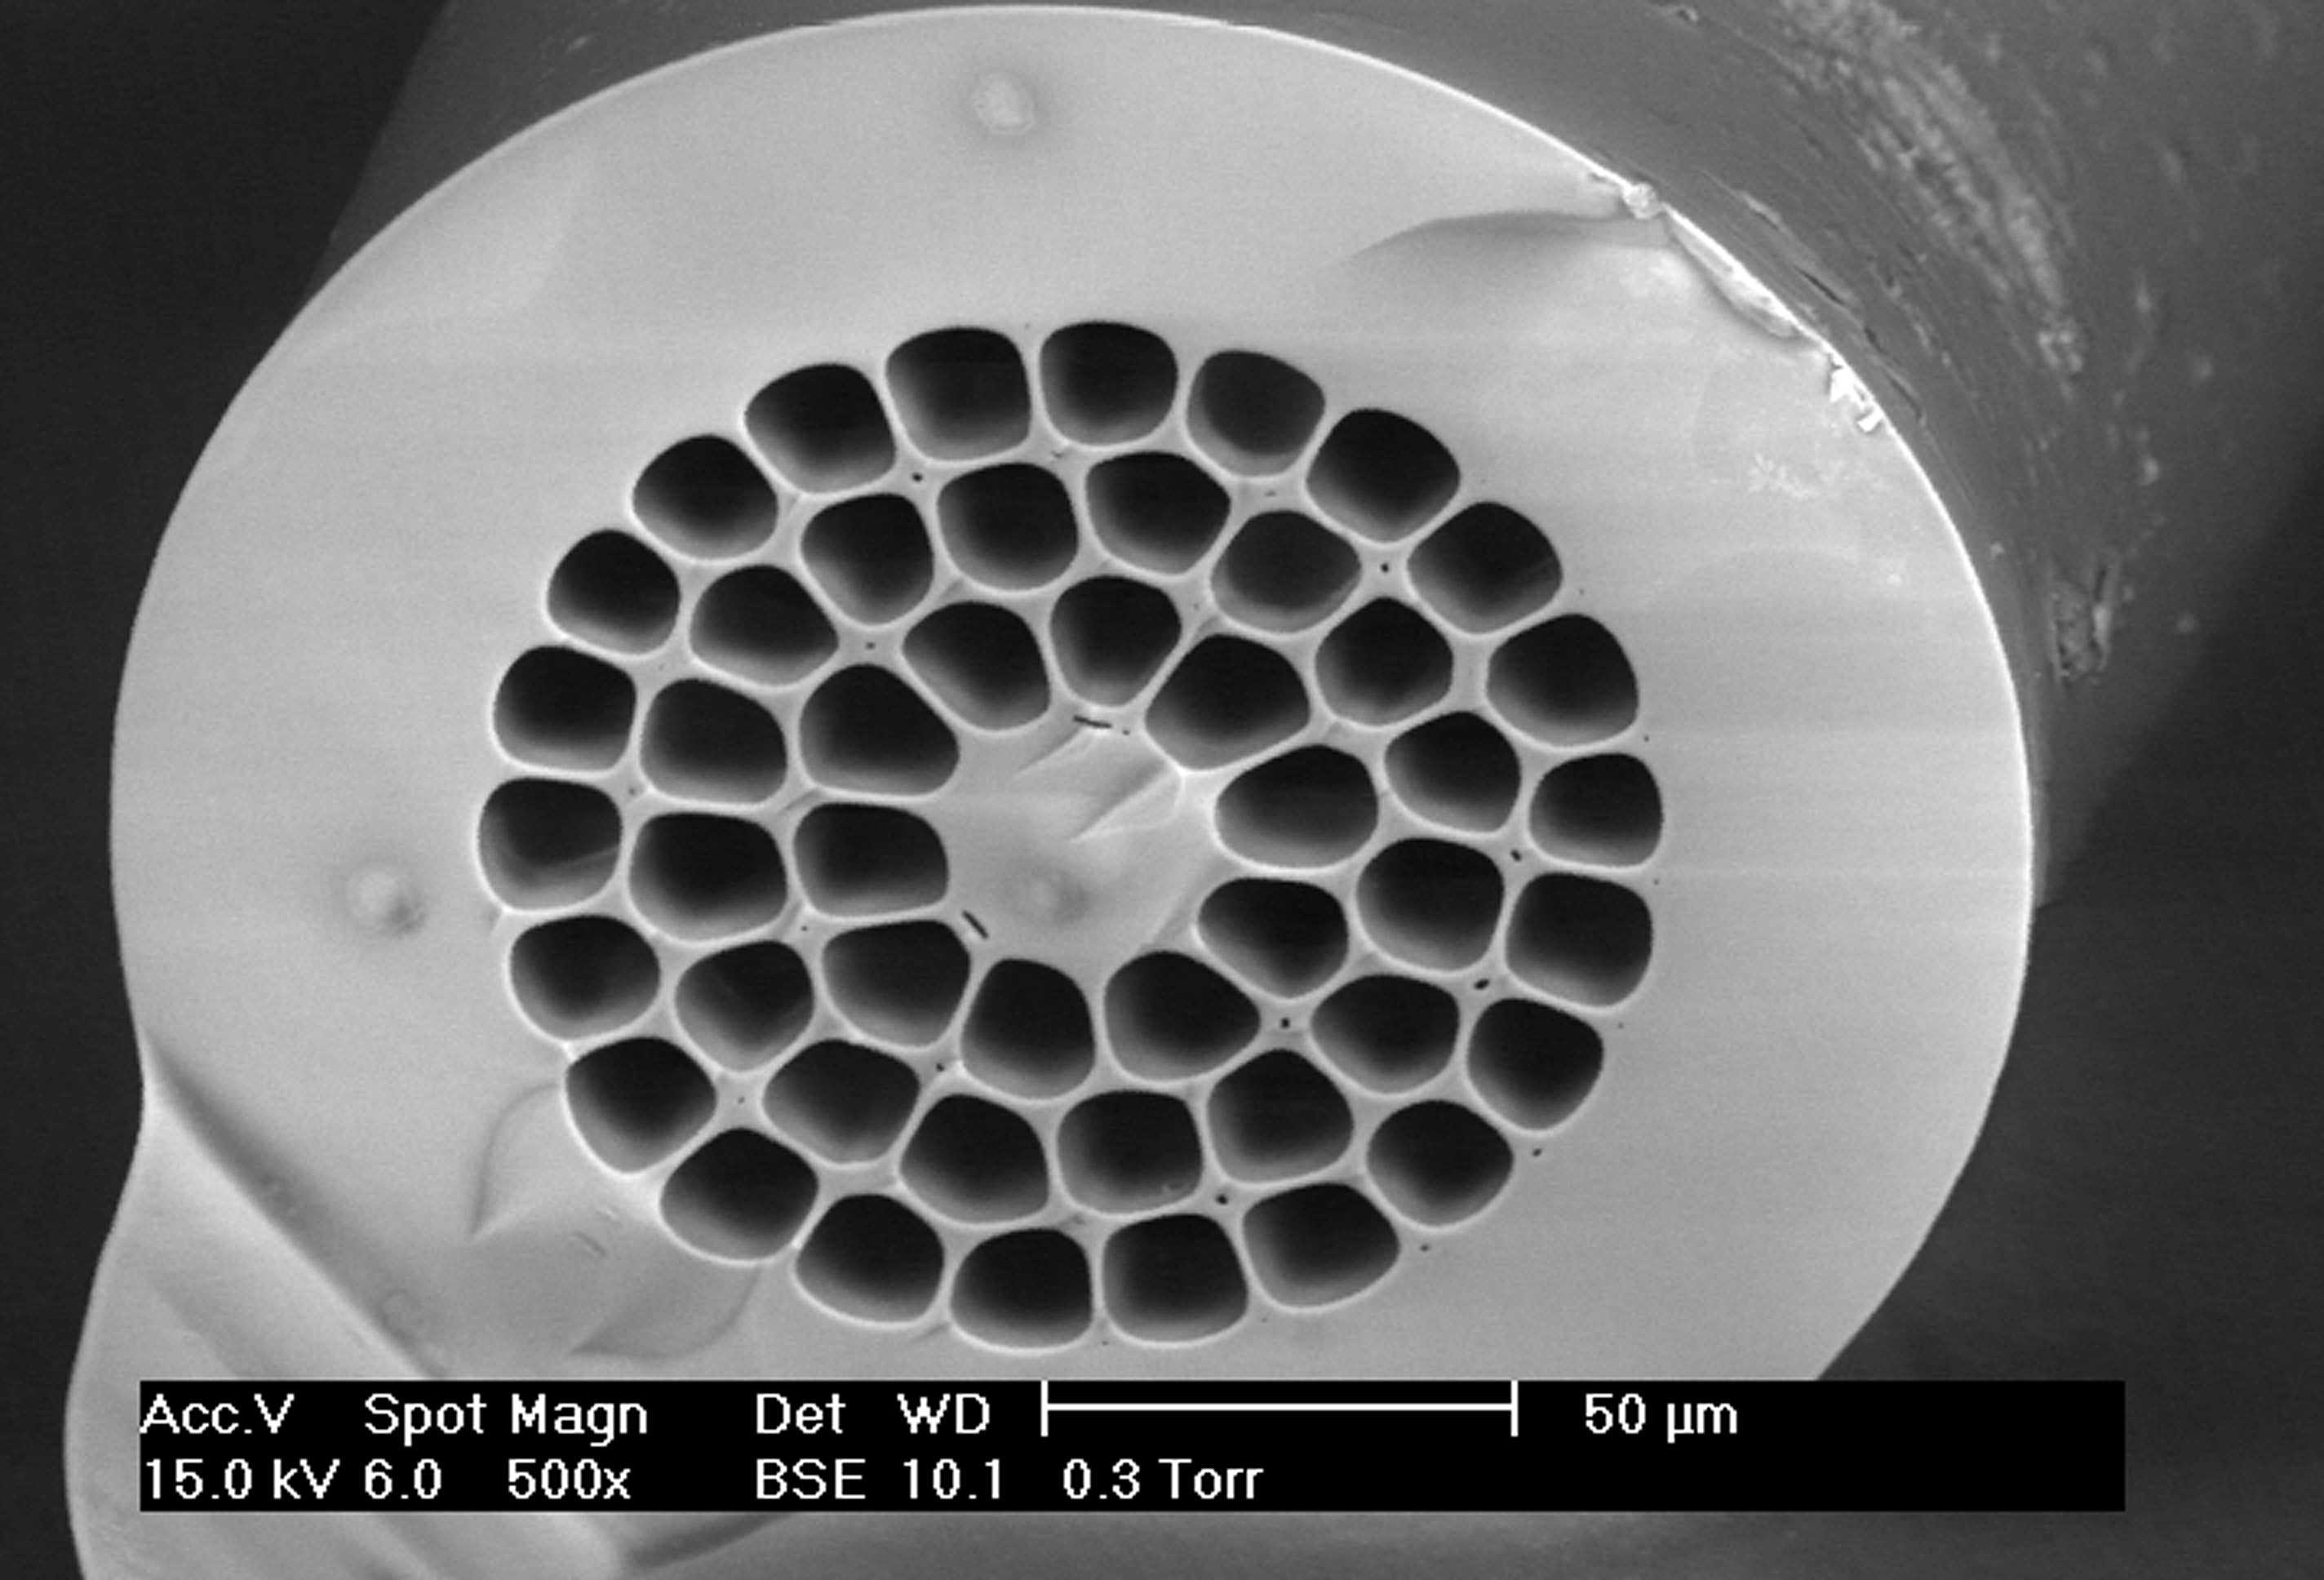 Acc.V Spot Magn Det WD 50 µm
15.0 kV 6.0 500x BSE 10.1 0.3 Torr